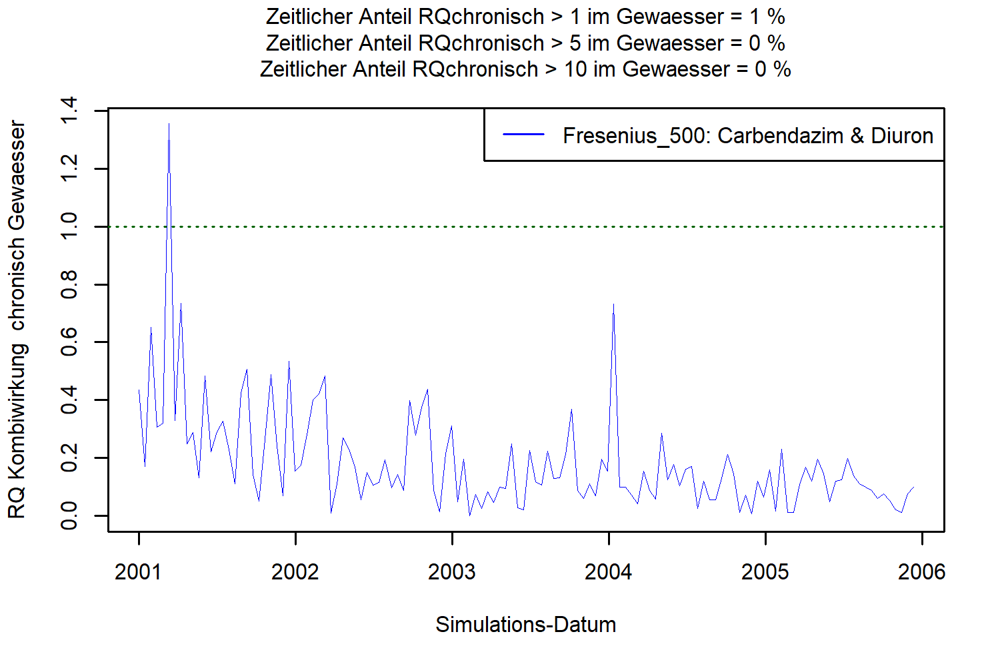 Zeitlicher Anteil RQchronisch > 1 im Gewaesser = 1 %
Zeitlicher Anteil RQchronisch > 5 im Gewaesser = 0 %
Zeitlicher Anteil RQchronisch > 10 im Gewaesser = 0 %
Fresenius_500: Carbendazim & Diuron
RQ Kombiwirkung  chronisch Gewaesser
1.4
1.2
1.0
0.8
0.6
0.4
0.2
0.0
2001 2002 2003 2004 2005 2006
Simulations-Datum